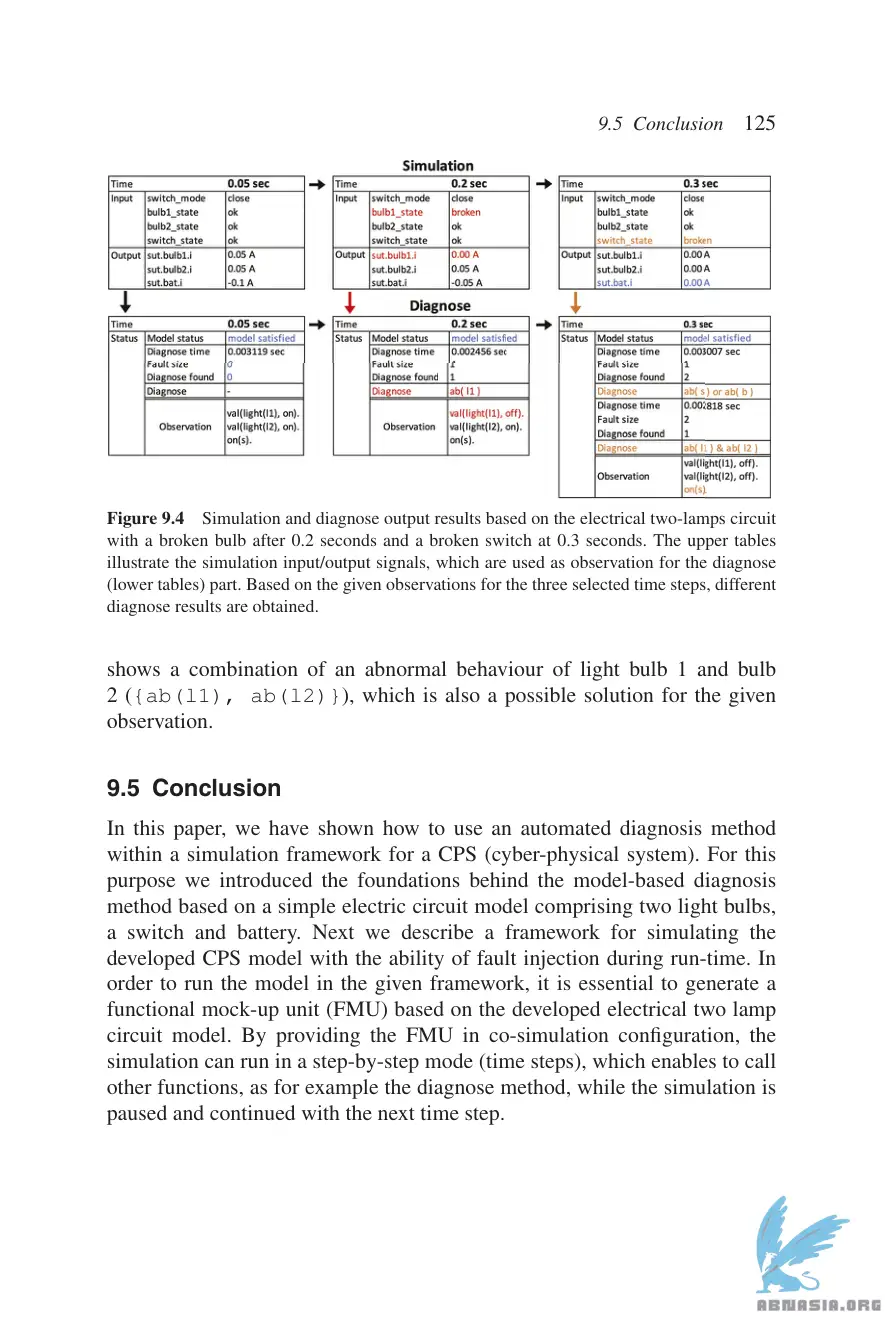 9.5 Conclusion 125
Simulation
Time 0.05 sec
Input switch_mode close
bulb1_state ok
bulb2_state ok
switch_state ok
Output sut.bulb1.i 0.05 A
sut.bulb2.i 0.05 A
sut.bat.i -0.1 A
Time 0.2 sec
Input switch_mode close
bulb1_state broken
bulb2_state ok
switch_state ok
Output sut.bulb1.i 0.00 A
sut.bulb2.i 0.05 A
sut.bat.i -0.05 A
Time 0.3 sec
Input switch_mode close
bulb1_state ok
bulb2_state ok
switch_state broken
Output sut.bulb1.i 0.00 A
sut.bulb2.i 0.00 A
sut.bat.i 0.00 A
Diagnose
Time 0.05 sec
Status Model status model satisfied
Diagnose time 0.003119 sec
Fault size 0
Diagnose found 0
Diagnose -
Observation
val(light(l1), on).
val(light(l2), on).
on(s).
Time 0.2 sec
Status Model status model satisfied
Diagnose time 0.002456 sec
Fault size
Diagnose found 1
Diagnose ab( l1 )
Observation
val(light(l1), off).
val(light(l2), on).
on(s).
Time 0.3 sec
Status Model status model satisfied
Diagnose time 0.003007 sec
Fault size 1
Diagnose found 2
Diagnose ab( s ) or ab( b )
Diagnose time 0.002818 sec
Fault size 2
Diagnose found 1
Diagnose ab( l1 ) & ab( l2 )
Observation
val(light(l1), off).
val(light(l2), off).
on(s).
Figure 9.4 Simulation and diagnose output results based on the electrical two-lamps circuit
with a broken bulb after 0.2 seconds and a broken switch at 0.3 seconds. The upper tables
illustrate the simulation input/output signals, which are used as observation for the diagnose
(lower tables) part. Based on the given observations for the three selected time steps, different
diagnose results are obtained.
shows a combination of an abnormal behaviour of light bulb 1 and bulb
2 ({ab(l1), ab(l2)}), which is also a possible solution for the given
observation.
9.5 Conclusion
In this paper, we have shown how to use an automated diagnosis method
within a simulation framework for a CPS (cyber-physical system). For this
purpose we introduced the foundations behind the model-based diagnosis
method based on a simple electric circuit model comprising two light bulbs,
a switch and battery. Next we describe a framework for simulating the
developed CPS model with the ability of fault injection during run-time. In
order to run the model in the given framework, it is essential to generate a
functional mock-up unit (FMU) based on the developed electrical two lamp
circuit model. By providing the FMU in co-simulation configuration, the
simulation can run in a step-by-step mode (time steps), which enables to call
other functions, as for example the diagnose method, while the simulation is
paused and continued with the next time step.
ABNASIA.ORG